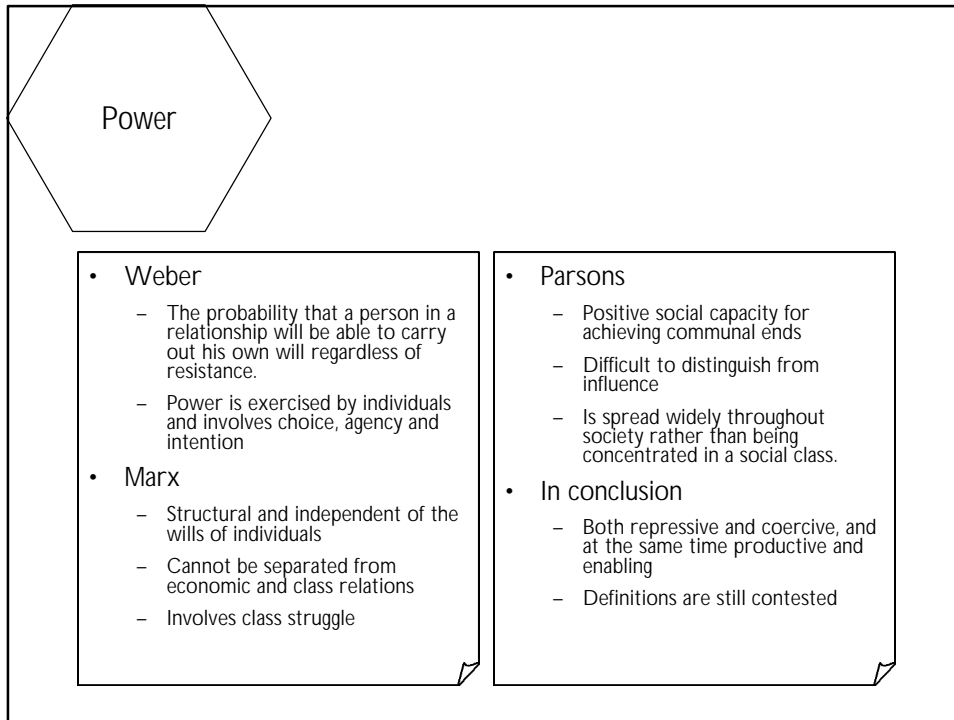 Power
• Weber
– The probability that a person in a
relationship will be able to carry
out his own will regardless of
resistance.
– Power is exercised by individuals
and involves choice, agency and
intention
• Marx
– Structural and independent of the
wills of individuals
– Cannot be separated from
economic and class relations
– Involves class struggle
• Parsons
– Positive social capacity for
achieving communal ends
– Difficult to distinguish from
influence
– Is spread widely throughout
society rather than being
concentrated in a social class.
• In conclusion
– Both repressive and coercive, and
at the same time productive and
enabling
– Definitions are still contested